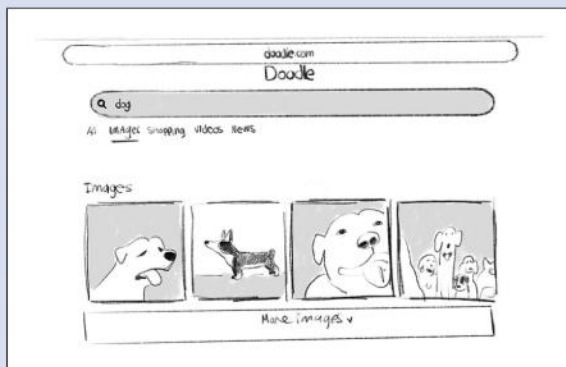 doodle.com
Doodle
dog
All Images Shopping Videos News
Images
More images